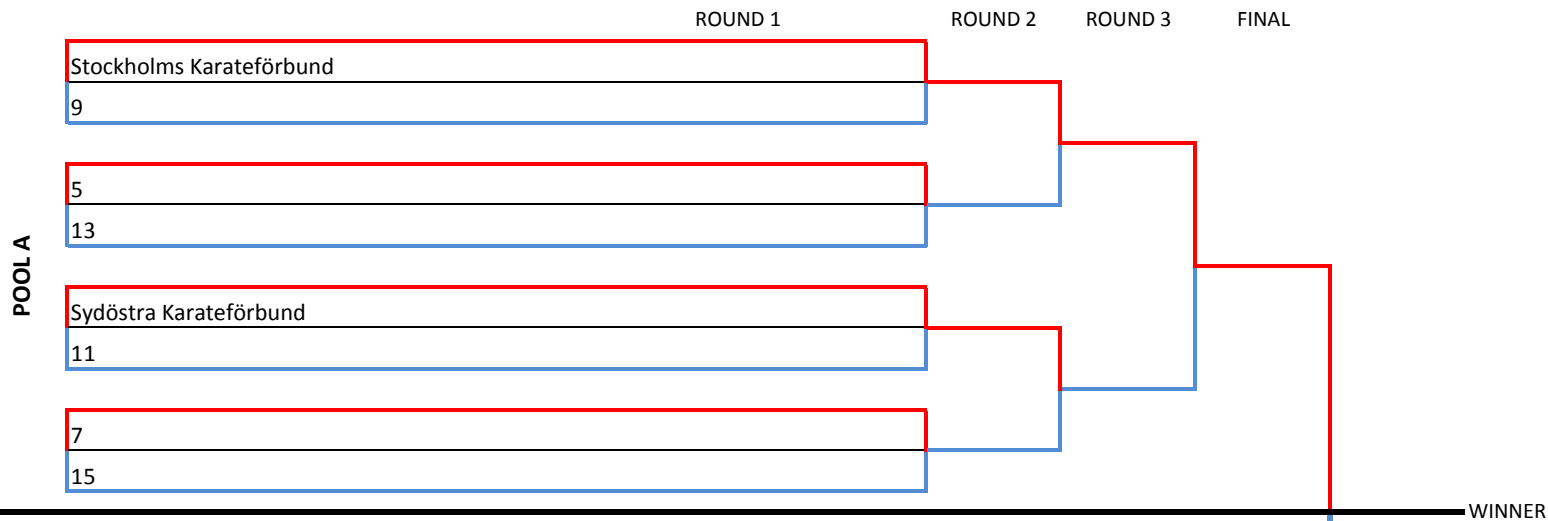 ROUND 1 ROUND 2 ROUND 3 FINAL
Stockholms Karateförbund
9
5
13
POOL A
Sydöstra Karateförbund
11
7
15
WINNER